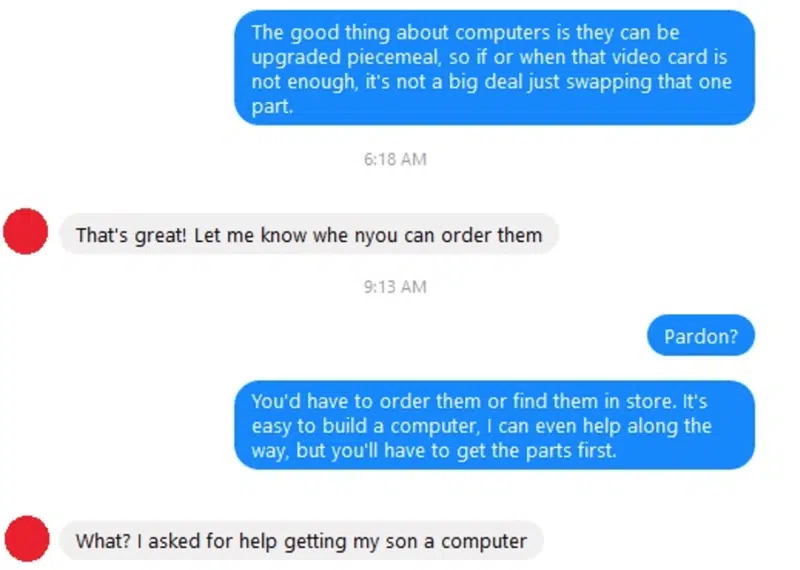 The good thing about computers is they can be
upgraded piecemeal, so if or when that video card is
not enough, it's not a big deal just swapping that one
part.
6:18 AM
That's great! Let me know whe nyou can order them
9:13 AM
Pardon?
You'd have to order them or find them in store. It's
easy to build a computer, I can even help along the
way, but you'll have to get the parts first.
What? I asked for help getting my son a computer